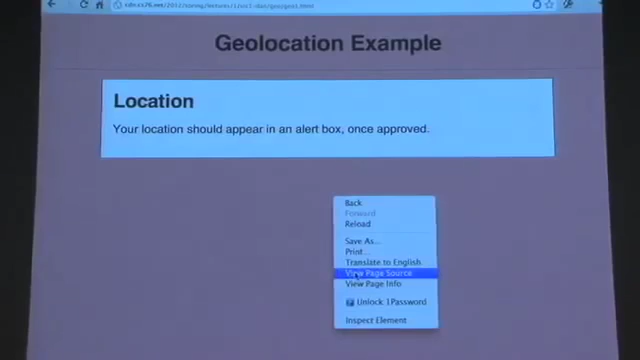 Geolocation Example
Location
Your location should appear in an alert box, once approved.
Back
Forward
Reload
Save As...
Print...
Translate to English
View Page Source
View Page Info
Unlock 1Password
Inspect Element